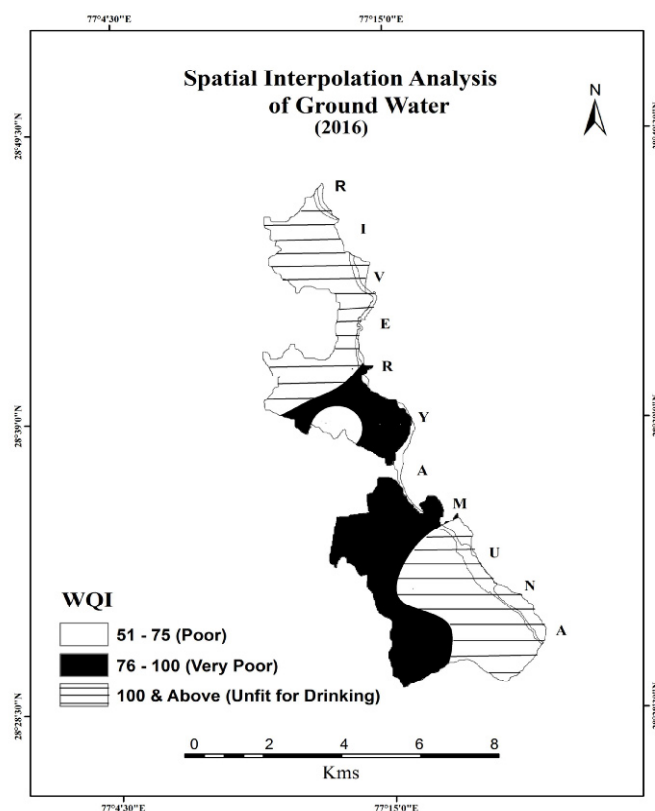 77°4'30"E 77°15'0"E
Spatial Interpolation Analysis
of Ground Water
(2016)
N
28°49'30"N
R
I
V
E
R
28°39'0"N
Y
A
M
U
N
A
WQI
51 - 75 (Poor)
76 - 100 (Very Poor)
100 & Above (Unfit for Drinking)
28°28'30"N
0 2 4 6 8
Kms
77°4'30"E 77°15'0"E